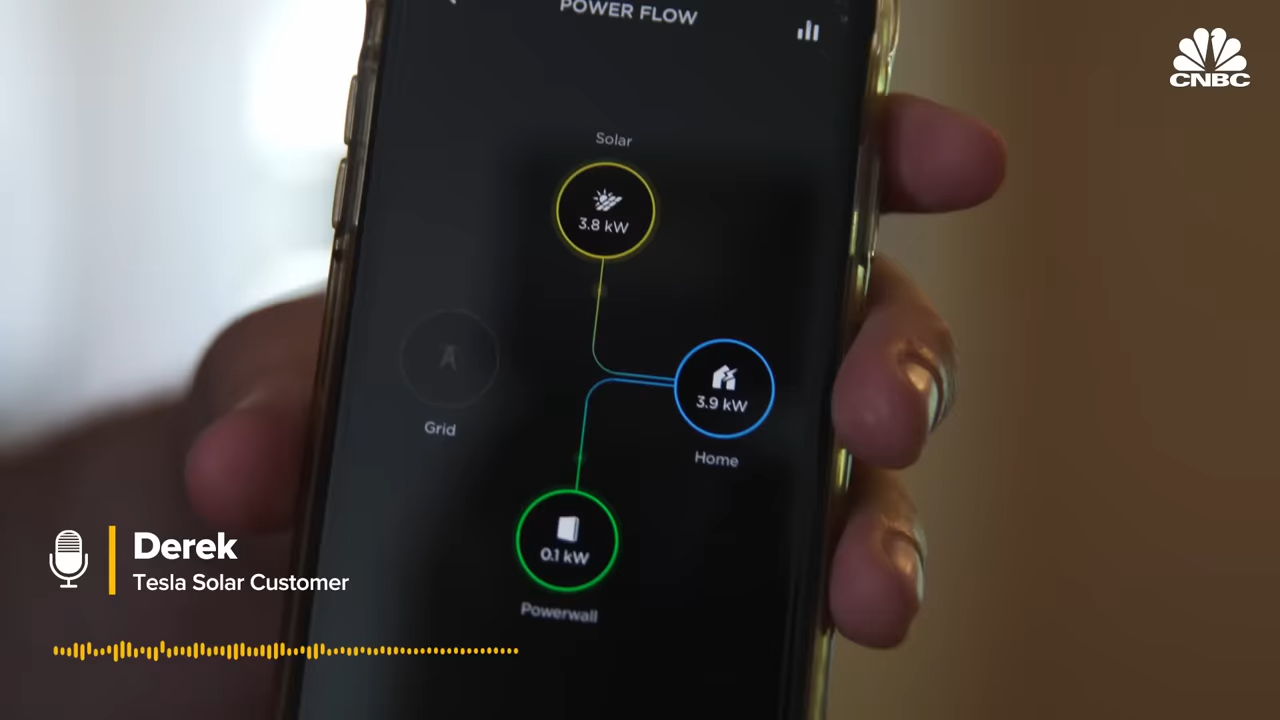 POWER FLOW
CNBC
Solar
3.8 kW
3.9 kW
Grid
Home
0.1 kW
Powerwall
Derek
Tesla Solar Customer